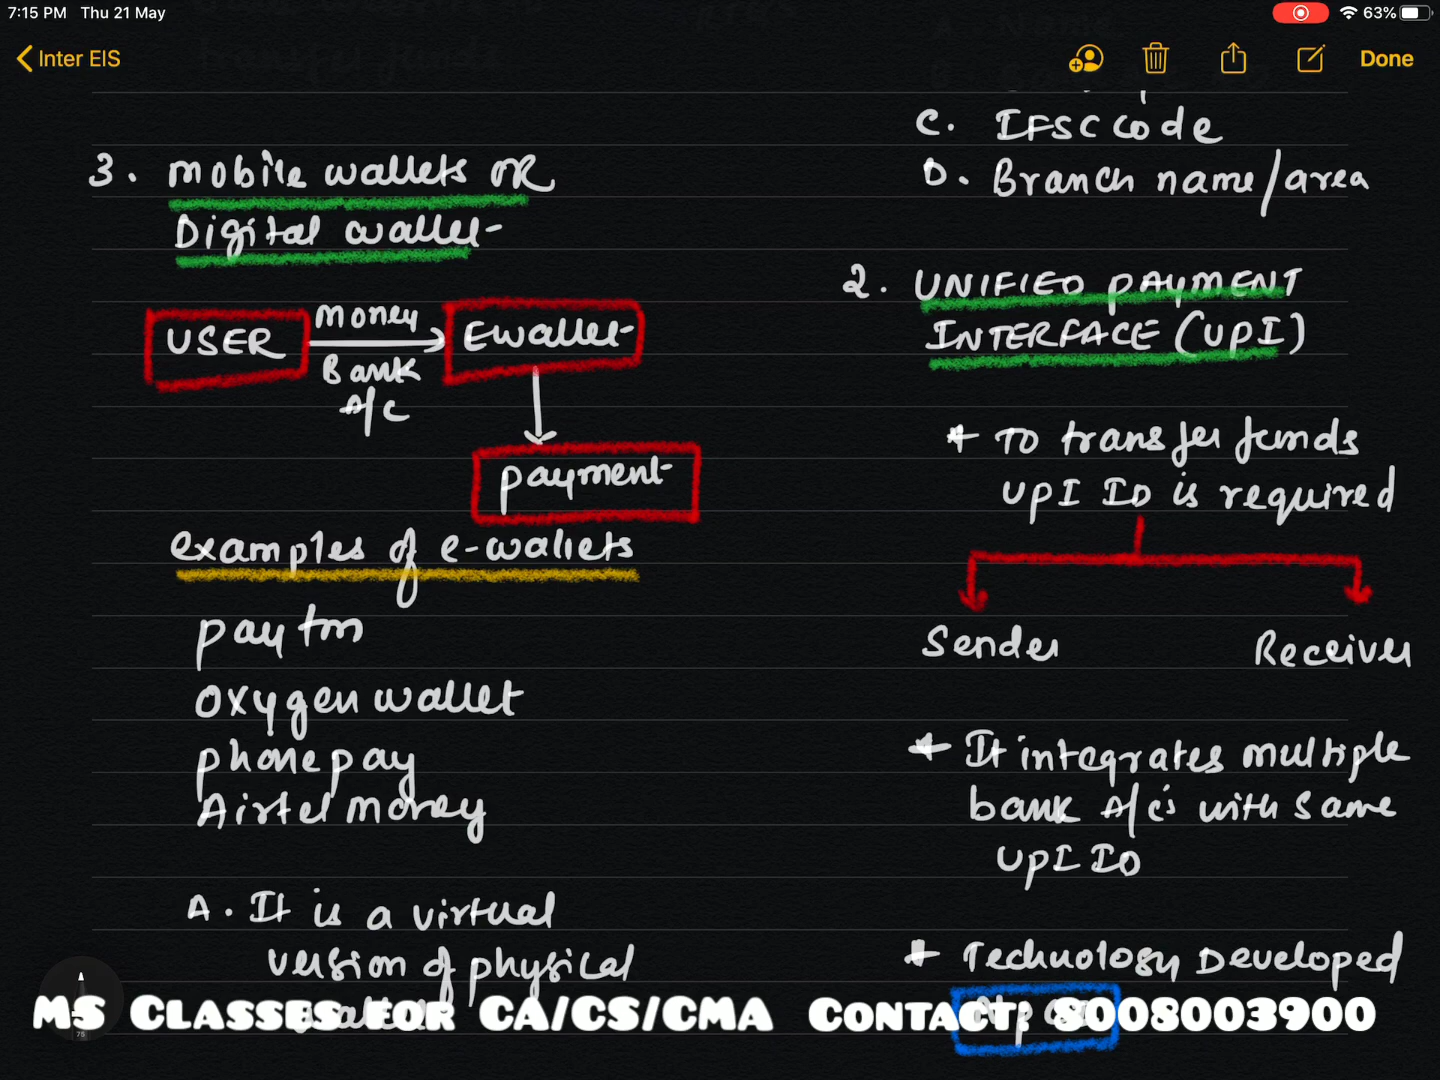 7:15 PM Thu 21 May
63%
Inter EIS
Done
3. mobile wallets OR
Digital wallet
USER
Money
Bank
A/C
Ewallet
payment
examples of e-wallets
paytm
oxygen wallet
phonepay
Airtel money
A. It is a virtual
version of physical
C. IFSC code
D. Branch name/area
2. UNIFIED PAYMENT
INTERFACE (UPI)
* To transfer funds
UPI ID is required
Sender
Receiver
* It integrates multiple
bank A/c's with same
UPI ID
* Technology Developed
MS Classes for CA/CS/CMA Contact: 8008003900